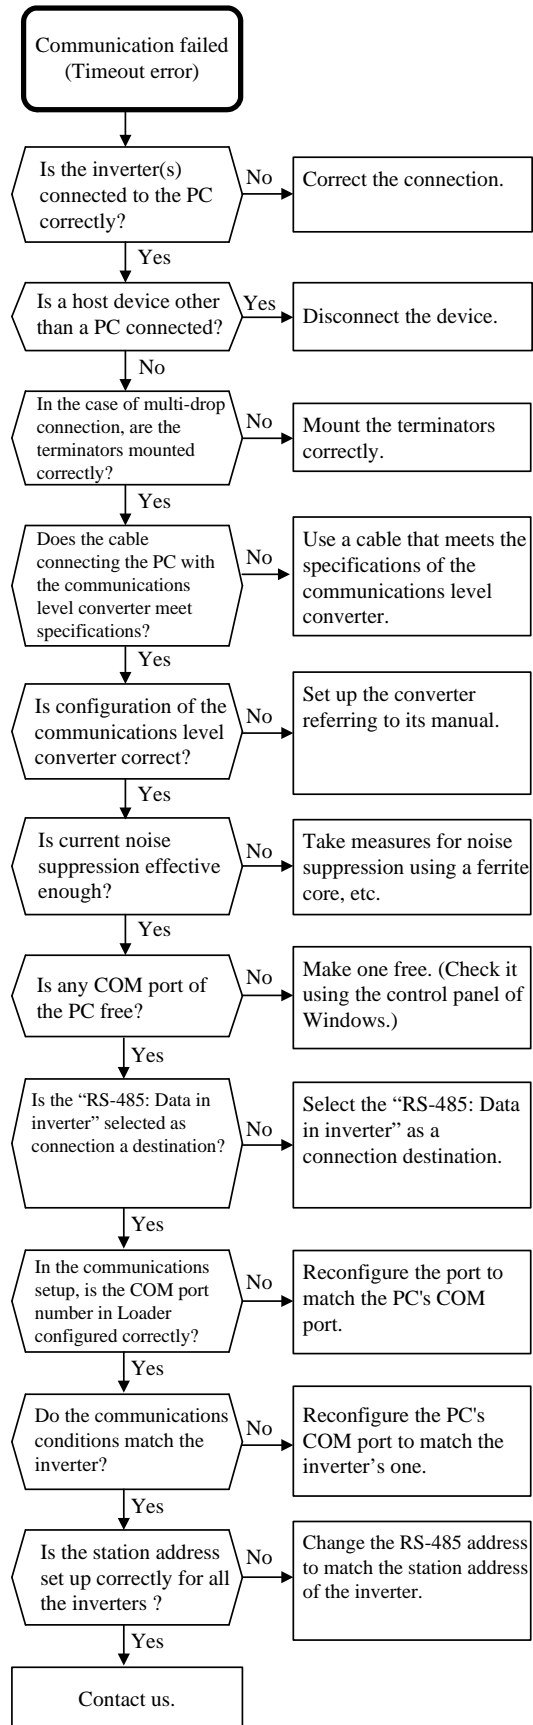 Communication failed
(Timeout error)
Is the inverter(s)
connected to the PC
correctly?
No
Correct the connection.
Yes
Is a host device other
than a PC connected?
Yes
Disconnect the device.
No
In the case of multi-drop
connection, are the
terminators mounted
correctly?
No
Mount the terminators
correctly.
Yes
Does the cable
connecting the PC with
the communications
level converter meet
specifications?
No
Use a cable that meets the
specifications of the
communications level
converter.
Yes
Is configuration of the
communications level
converter correct?
No
Set up the converter
referring to its manual.
Yes
Is current noise
suppression effective
enough?
No
Take measures for noise
suppression using a ferrite
core, etc.
Yes
Is any COM port of
the PC free?
No
Make one free. (Check it
using the control panel of
Windows.)
Yes
Is the “RS-485: Data in
inverter” selected as
connection a destination?
No
Select the “RS-485: Data
in inverter” as a
connection destination.
Yes
In the communications
setup, is the COM port
number in Loader
configured correctly?
No
Reconfigure the port to
match the PC's COM
port.
Yes
Do the communications
conditions match the
inverter?
No
Reconfigure the PC's
COM port to match the
inverter’s one.
Yes
Is the station address
set up correctly for all
the inverters ?
No
Change the RS-485 address
to match the station address
of the inverter.
Yes
Contact us.